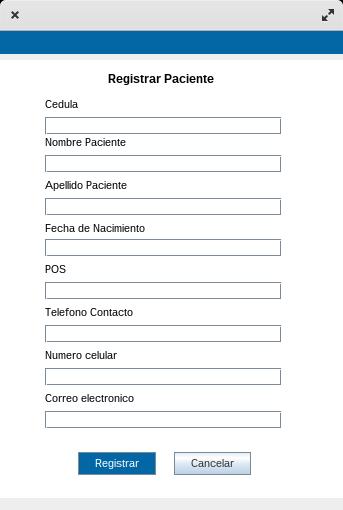 Registrar Paciente
Cedula
Nombre Paciente
Apellido Paciente
Fecha de Nacimiento
POS
Telefono Contacto
Numero celular
Correo electronico
Registrar
Cancelar